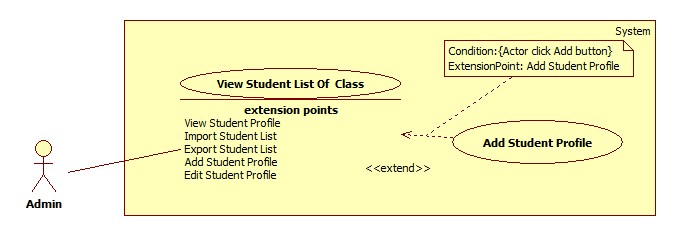 System
Condition:{Actor click Add button}
ExtensionPoint: Add Student Profile
View Student List Of Class
extension points
View Student Profile
Import Student List
Export Student List
Add Student Profile
Edit Student Profile
Add Student Profile
<<extend>>
Admin